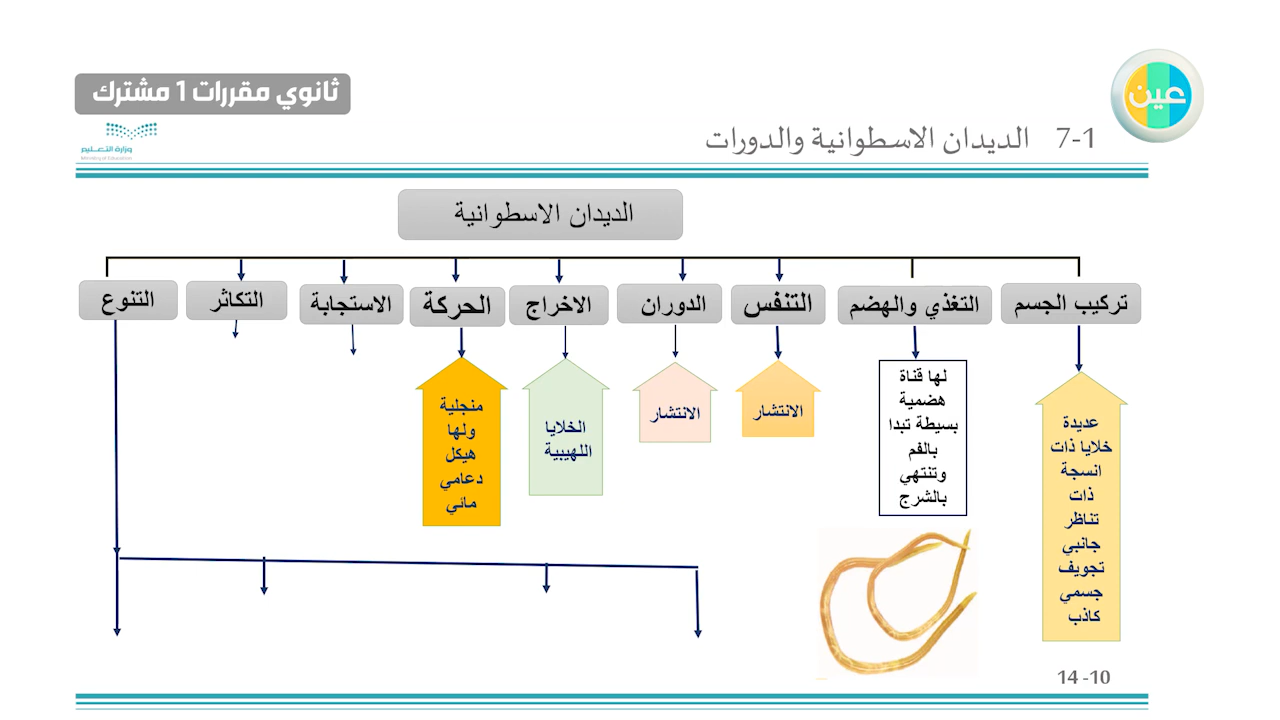 ثانوي مقررات 1 مشترك
عين
وزارة التعليم
Ministry of Education
7-1 الديدان الاسطوانية والدورات
الديدان الاسطوانية
تركيب الجسم
التغذي والهضم
التنفس
الدوران
الاخراج
الحركة
الاستجابة
التكاثر
التنوع
عديدة
خلايا ذات
انسجة
ذات
تناظر
جانبي
تجويف
جسمي
كاذب
لها قناة
هضمية
بسيطة تبدا
بالفم
وتنتهي
بالشرج
الانتشار
الانتشار
الخلايا
اللهيبية
منجلية
ولها
هيكل
دعامي
مائي
14 -10